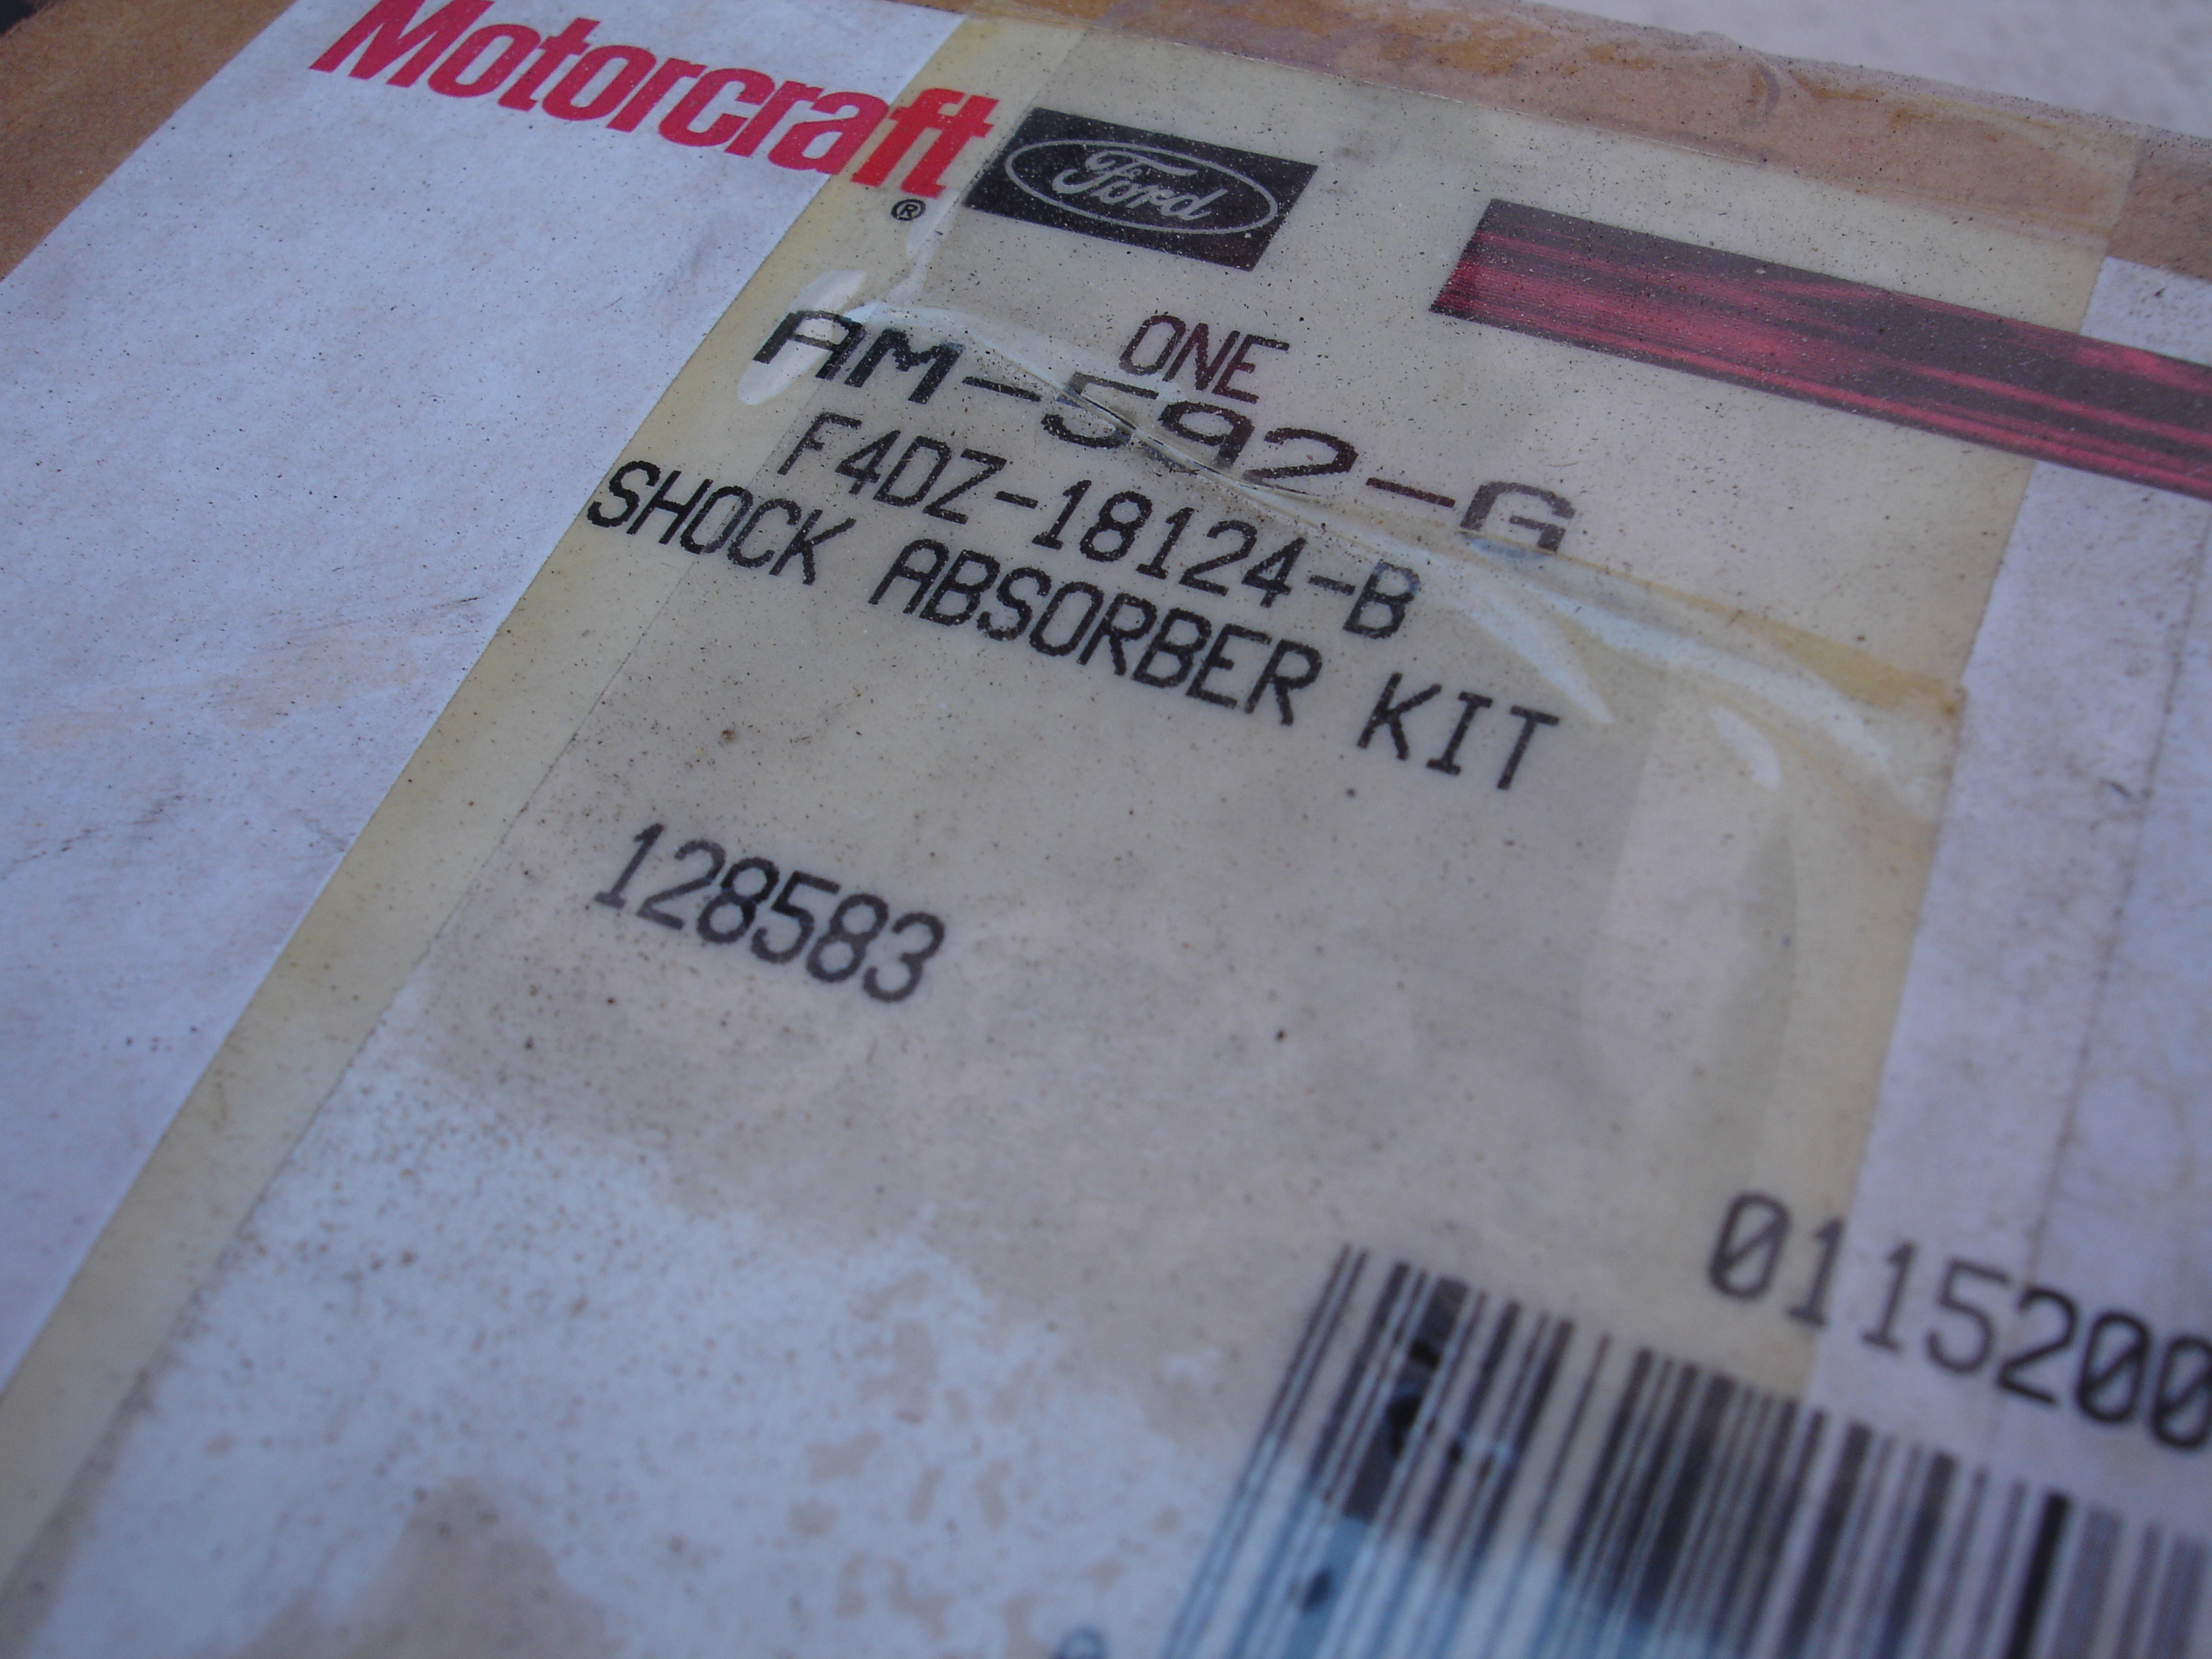 Motorcraft®
Ford
ONE
AM-592-G
F4DZ-18124-B
SHOCK ABSORBER KIT
128583
0115200